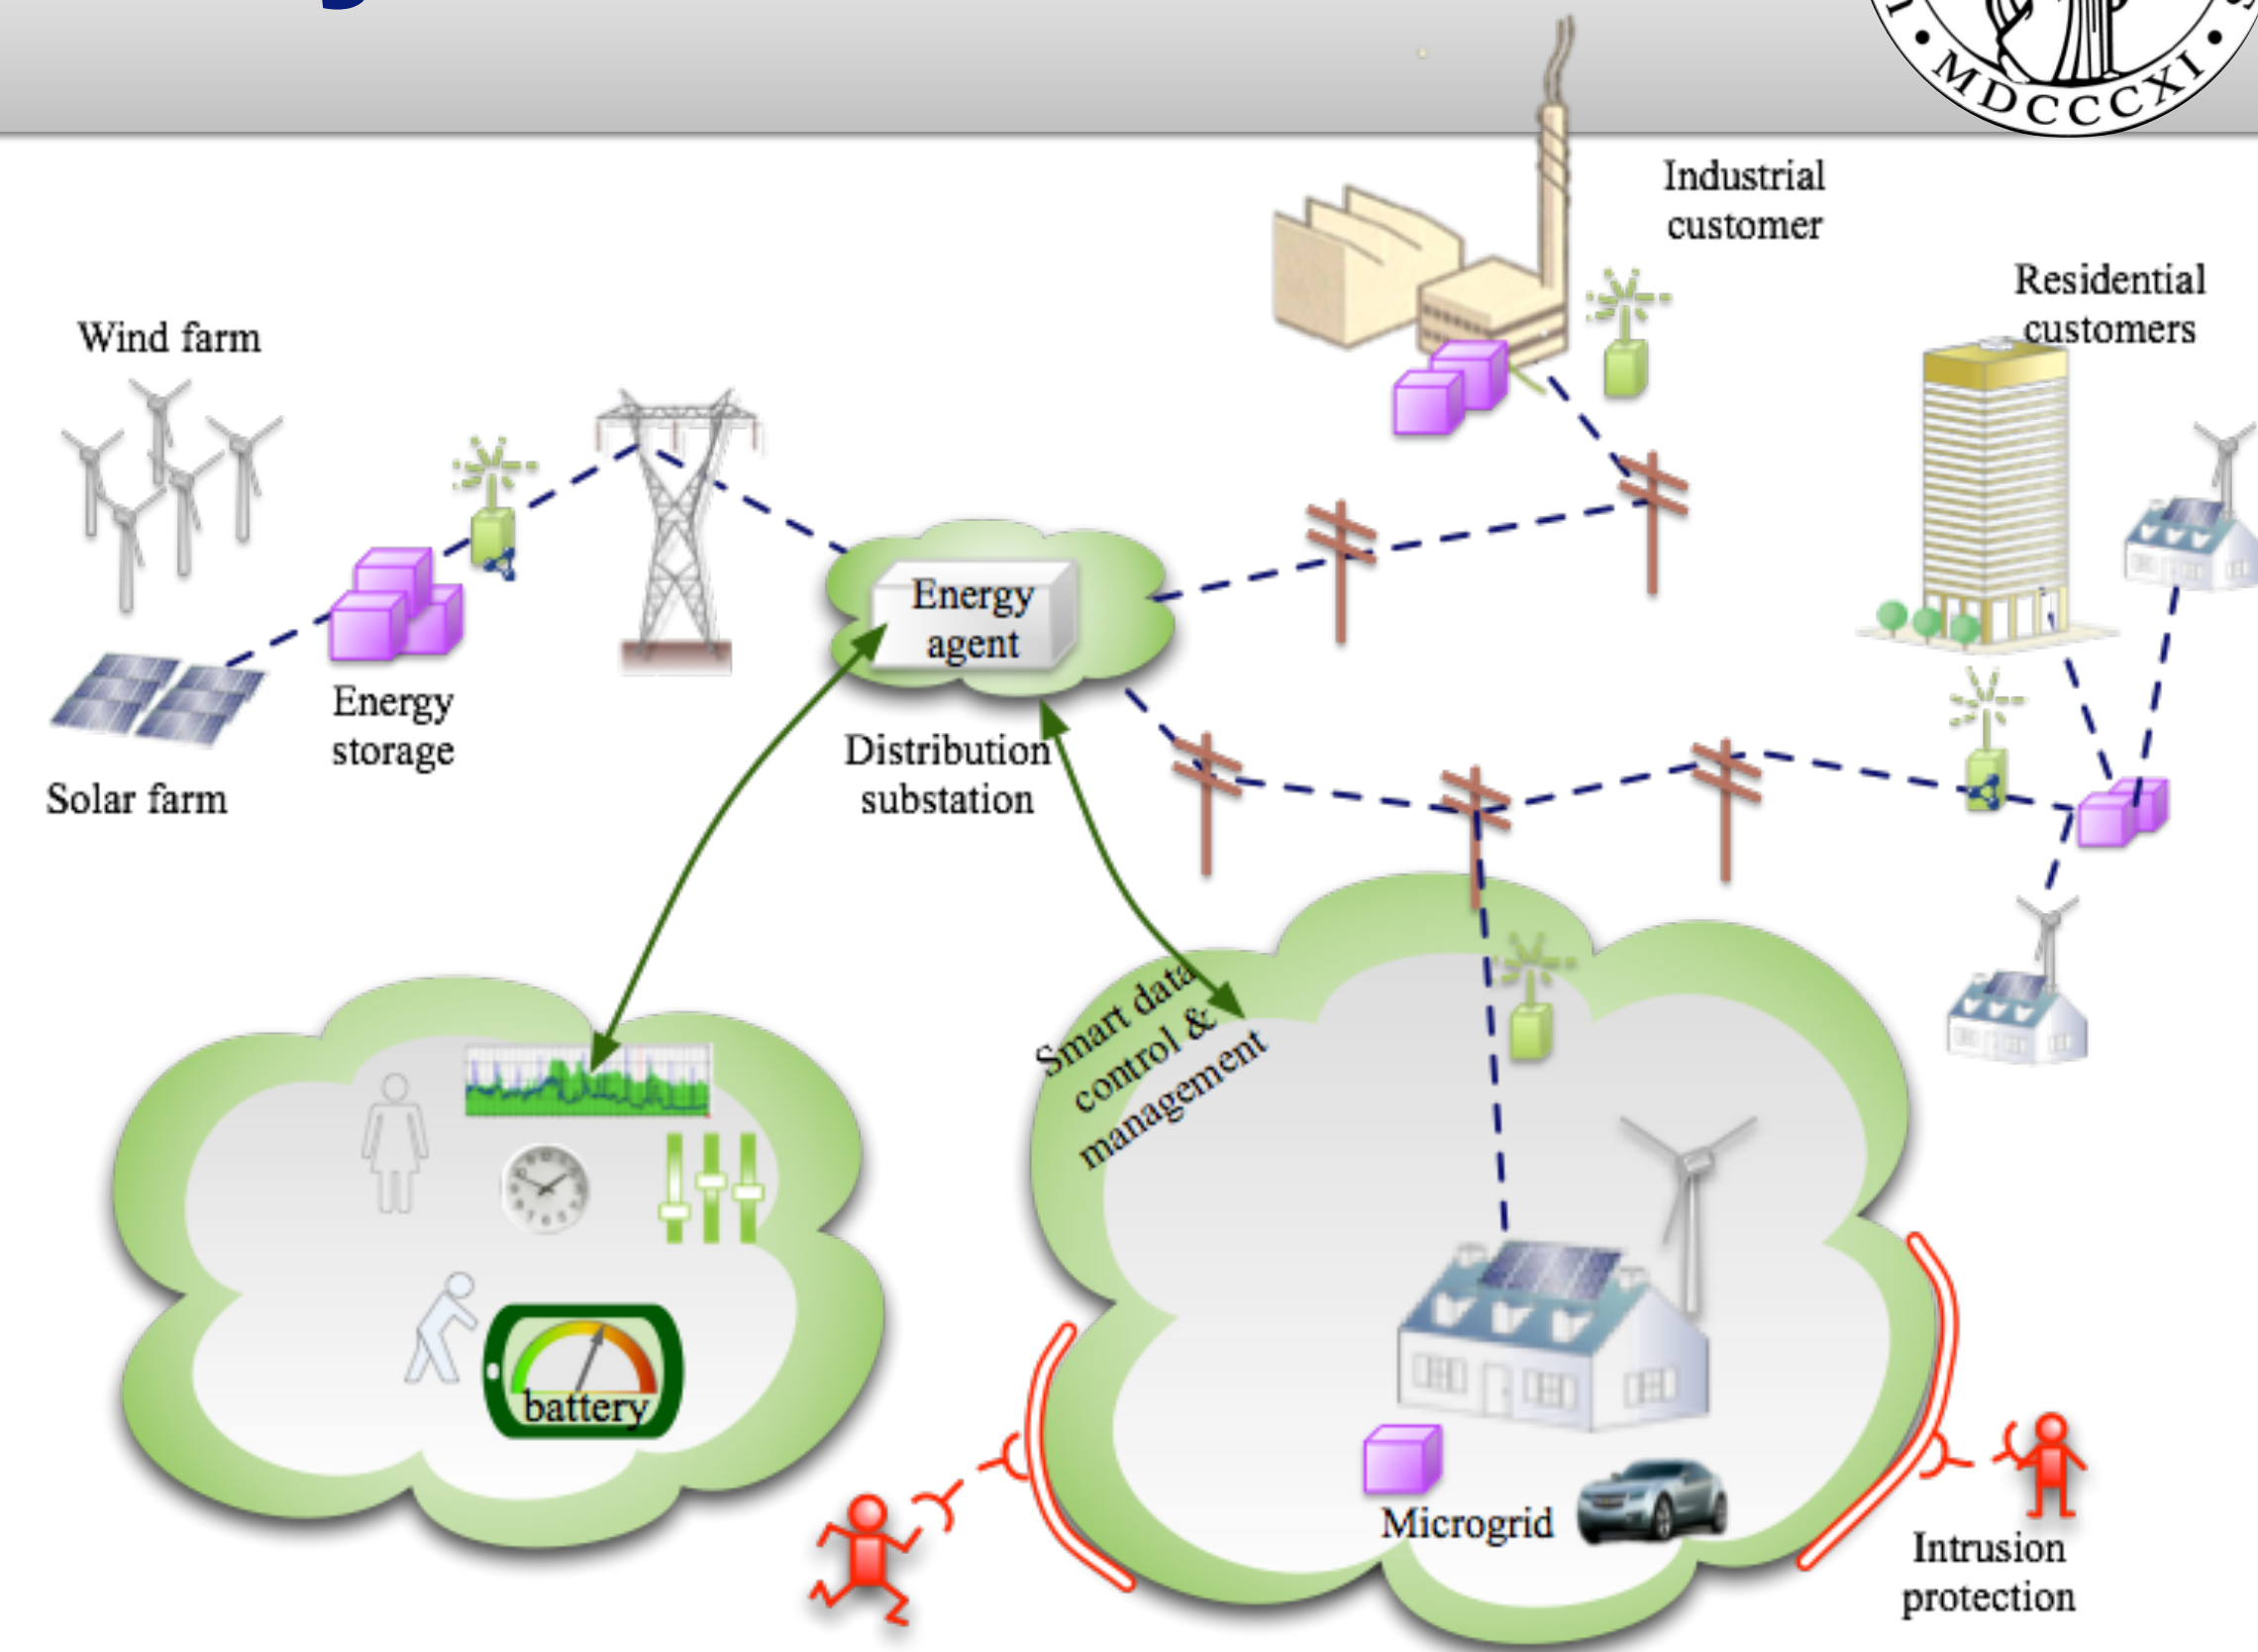 MDCCCXI
Industrial
customer
Residential
customers
Wind farm
Energy
agent
Energy
storage
Distribution
substation
Solar farm
Smart data
control &
management
battery
Microgrid
Intrusion
protection